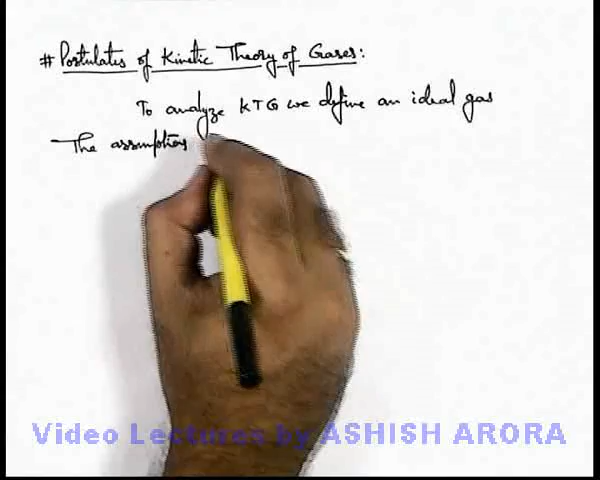 # Postulates of Kinetic Theory of Gases:
To analyze KTG we define an ideal gas
The assumptions
Video Lectures by ASHISH ARORA